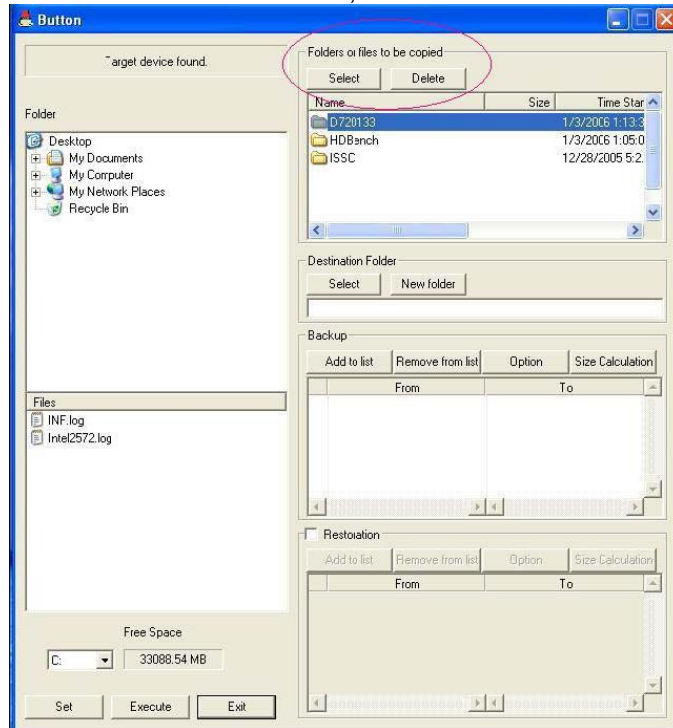 Button
Target device found.
Folder
Desktop
My Documents
My Computer
My Network Places
Recycle Bin
Files
INF.log
Intel2572.log
Free Space
C:
33088.54 MB
Set Execute Exit
Folders or files to be copied
Select Delete
Name Size Time Star
D720133 1/3/2006 1:13:3
HDBench 1/3/2006 1:05:0
ISSC 12/28/2005 5:2
Destination Folder
Select New folder
Backup
Add to list Remove from list Option Size Calculation
From To
Restoration
Add to list Remove from list Option Size Calculation
From To